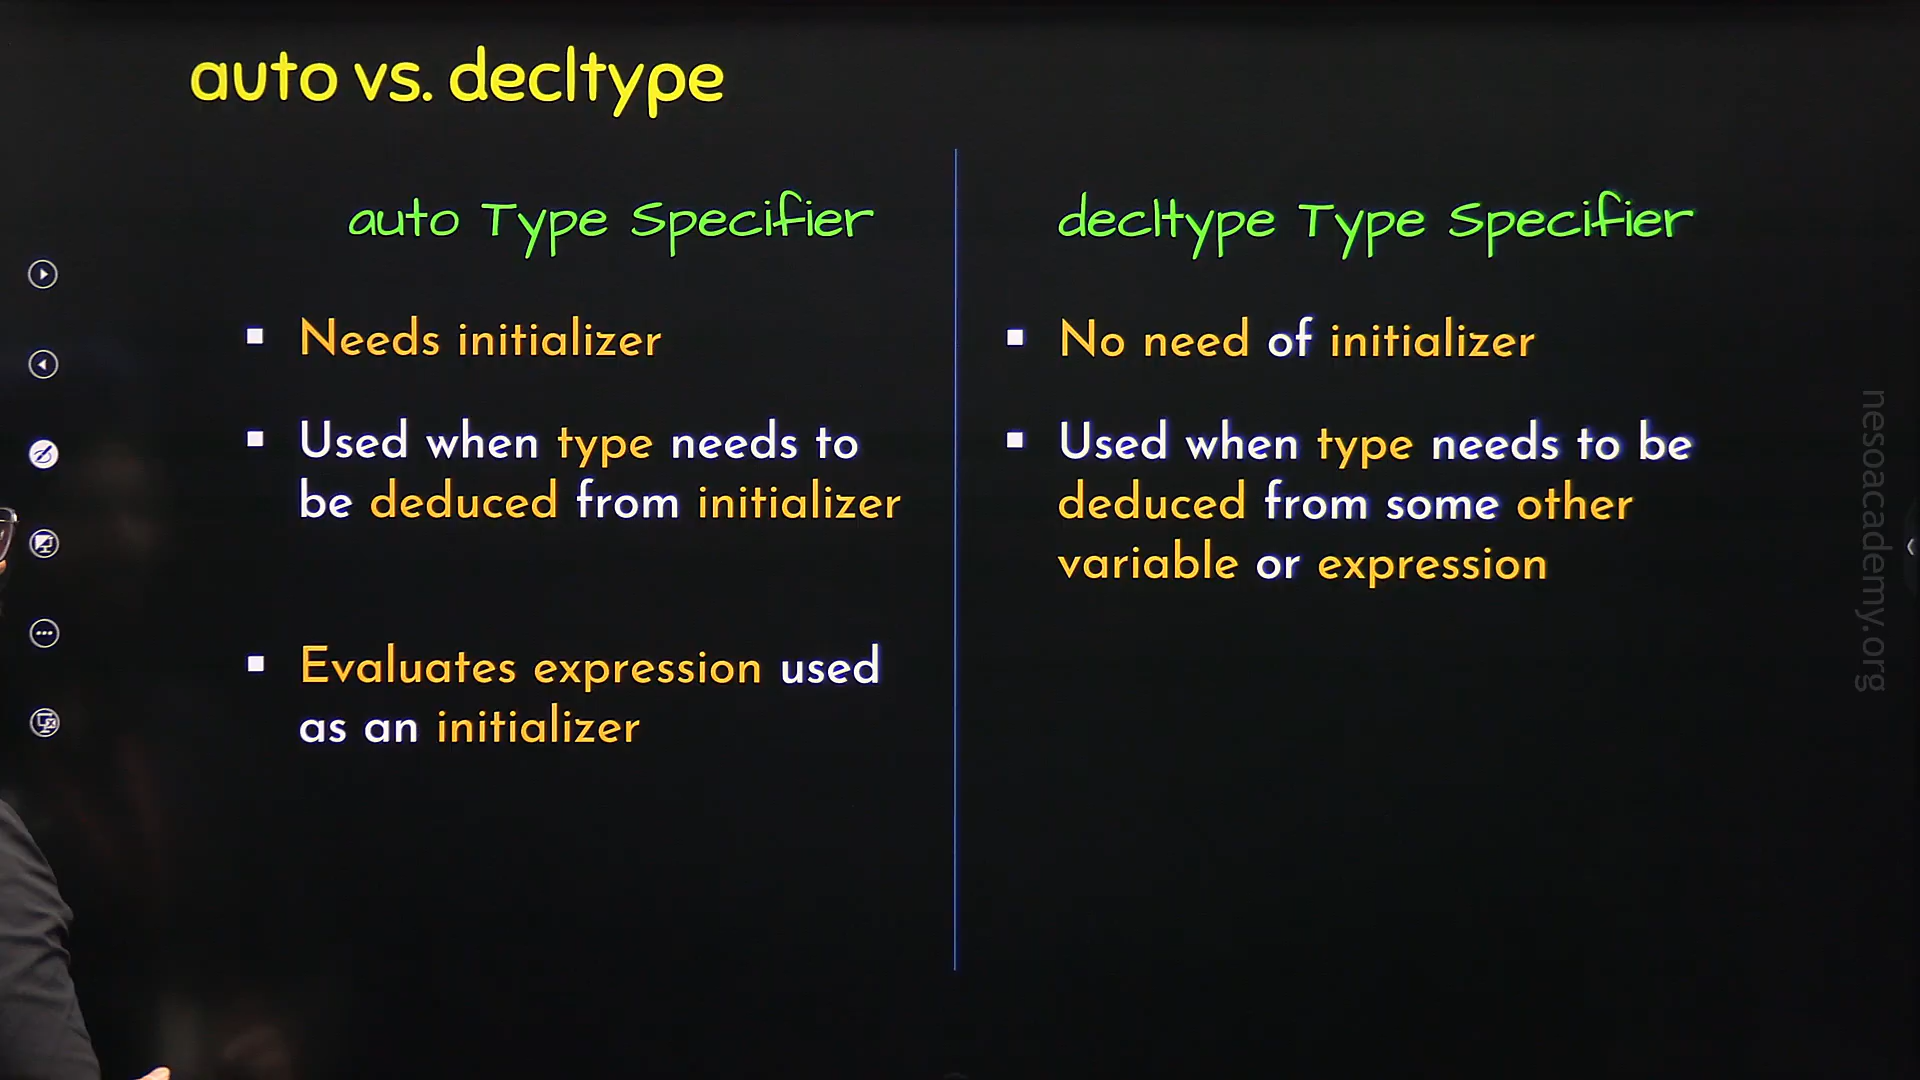 auto vs. decltype
auto Type Specifier
Needs initializer
Used when type needs to
be deduced from initializer
Evaluates expression used
as an initializer
decltype Type Specifier
No need of initializer
Used when type needs to be
deduced from some other
variable or expression
nesoacademy.org